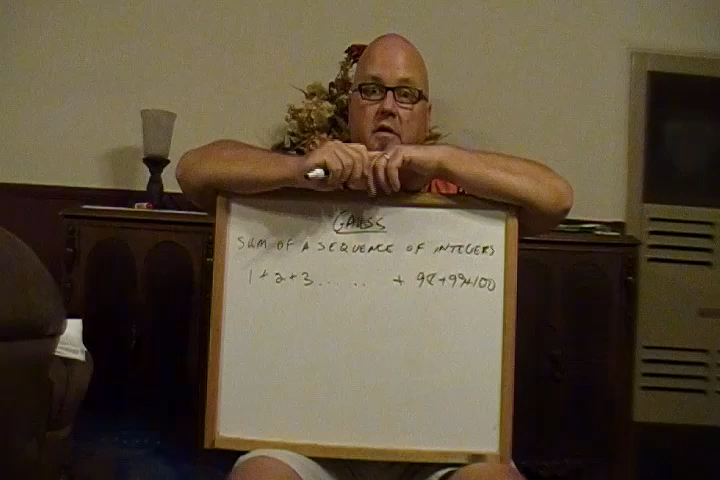 GAUSS
SUM OF A SEQUENCE OF INTEGERS
1+2+3..... .. + 98+99+100